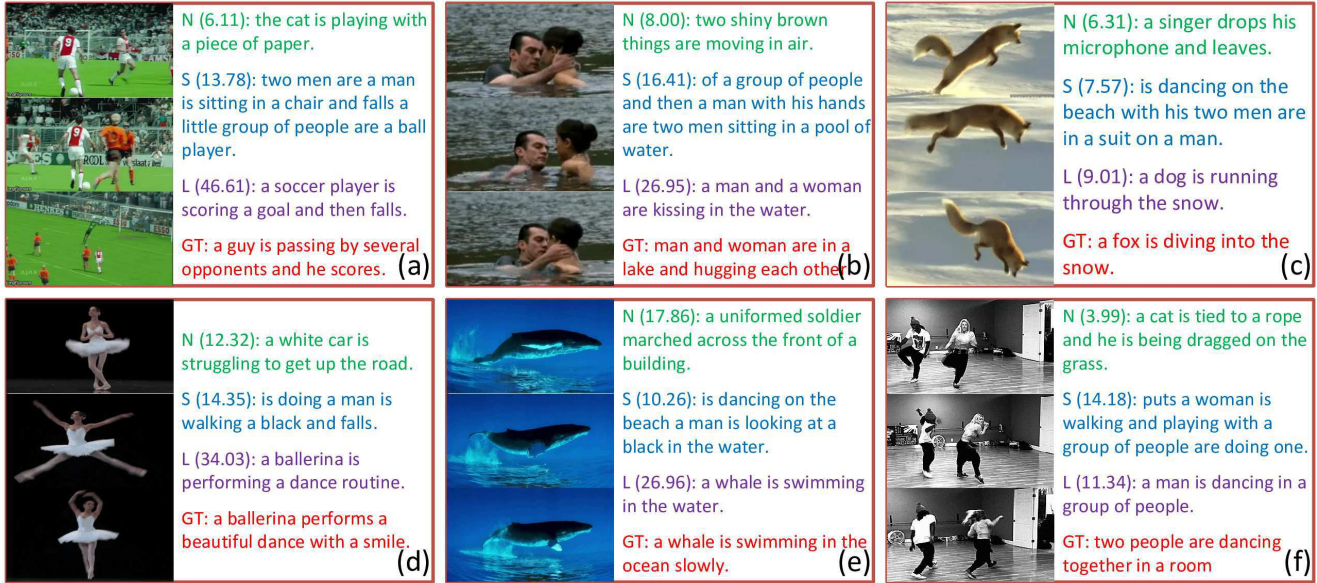 N (6.11): the cat is playing with
a piece of paper.
S (13.78): two men are a man
is sitting in a chair and falls a
little group of people are a ball
player.
L (46.61): a soccer player is
scoring a goal and then falls.
GT: a guy is passing by several
opponents and he scores. (a)
N (8.00): two shiny brown
things are moving in air.
S (16.41): of a group of people
and then a man with his hands
are two men sitting in a pool of
water.
L (26.95): a man and a woman
are kissing in the water.
GT: man and woman are in a
lake and hugging each other (b)
N (6.31): a singer drops his
microphone and leaves.
S (7.57): is dancing on the
beach with his two men are
in a suit on a man.
L (9.01): a dog is running
through the snow.
GT: a fox is diving into the
snow. (c)
N (12.32): a white car is
struggling to get up the road.
S (14.35): is doing a man is
walking a black and falls.
L (34.03): a ballerina is
performing a dance routine.
GT: a ballerina performs a
beautiful dance with a smile. (d)
N (17.86): a uniformed soldier
marched across the front of a
building.
S (10.26): is dancing on the
beach a man is looking at a
black in the water.
L (26.96): a whale is swimming
in the water.
GT: a whale is swimming in the
ocean slowly. (e)
N (3.99): a cat is tied to a rope
and he is being dragged on the
grass.
S (14.18): puts a woman is
walking and playing with a
group of people are doing one.
L (11.34): a man is dancing in a
group of people.
GT: two people are dancing
together in a room (f)